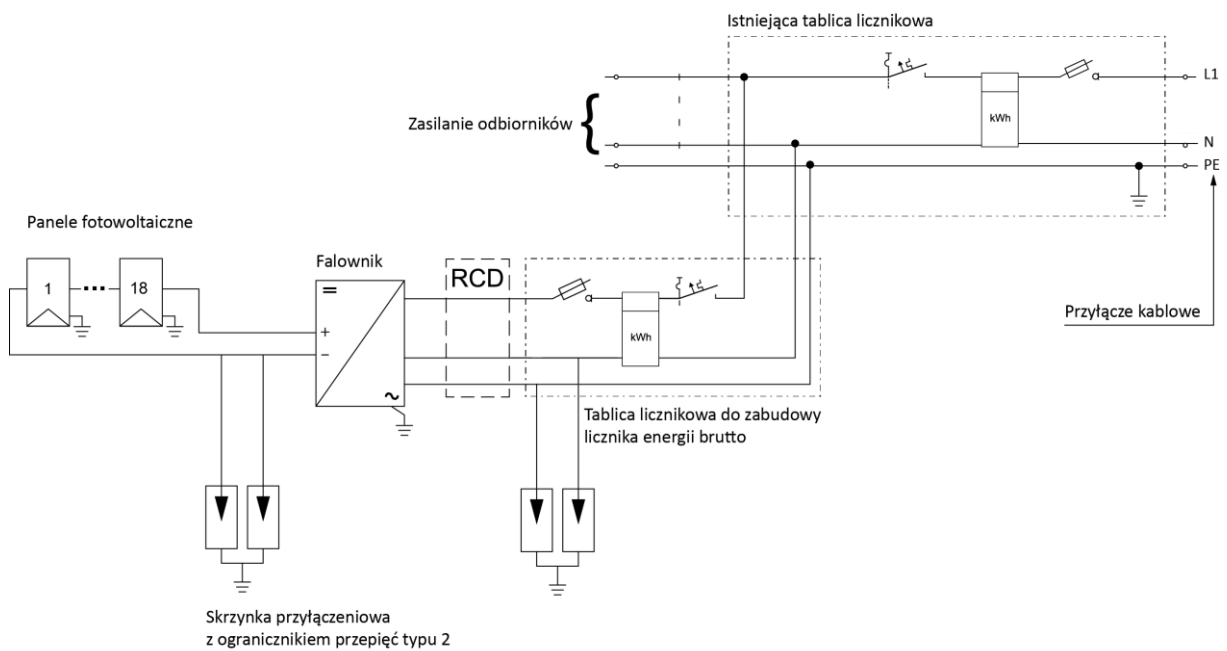 Istniejąca tablica licznikowa
L1
kWh
Zasilanie odbiorników
N
PE
Panele fotowoltaiczne
Falownik
RCD
1
18
+
−
kWh
Przyłącze kablowe
Tablica licznikowa do zabudowy
licznika energii brutto
Skrzynka przyłączeniowa
z ogranicznikiem przepięć typu 2